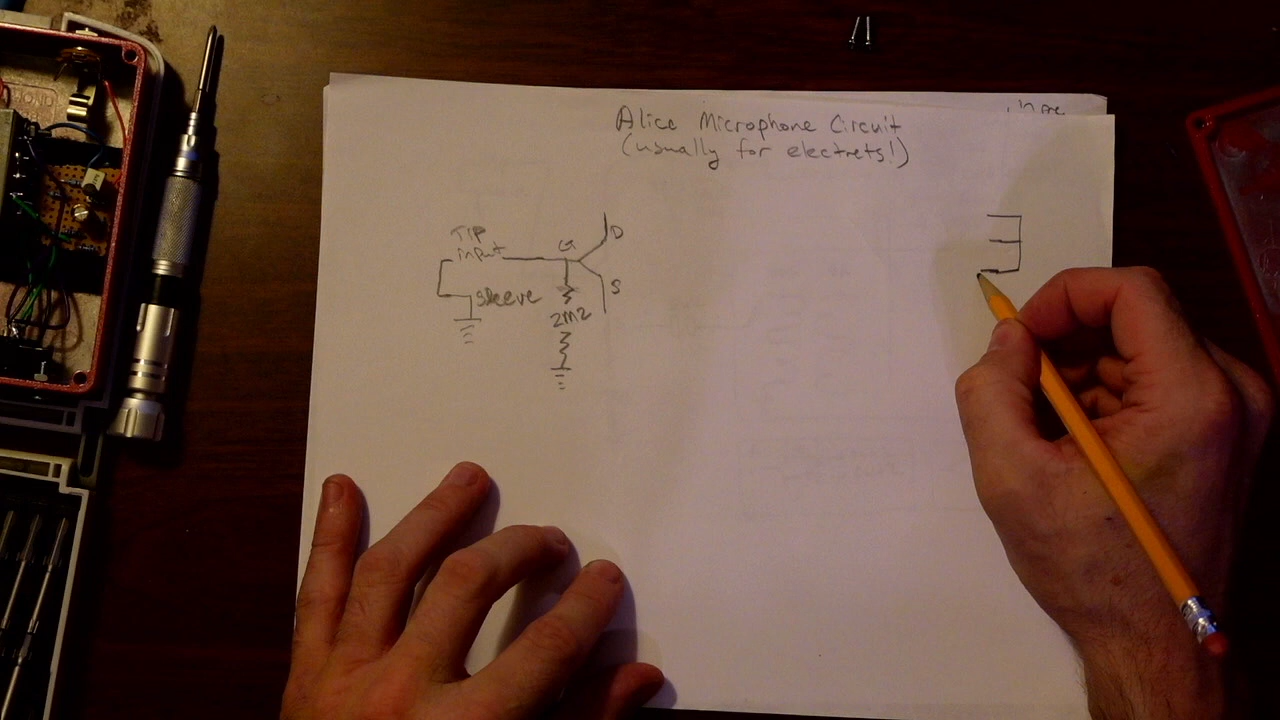 Alice Microphone Circuit
(usually for electrets!)
TIP
input
G
D
sleeve
S
2M2